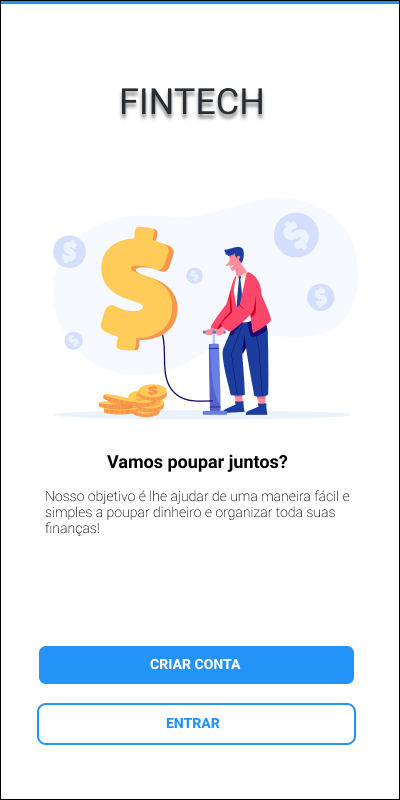 FINTECH
Vamos poupar juntos?
Nosso objetivo é lhe ajudar de uma maneira fácil e
simples a poupar dinheiro e organizar toda suas
finanças!
CRIAR CONTA
ENTRAR